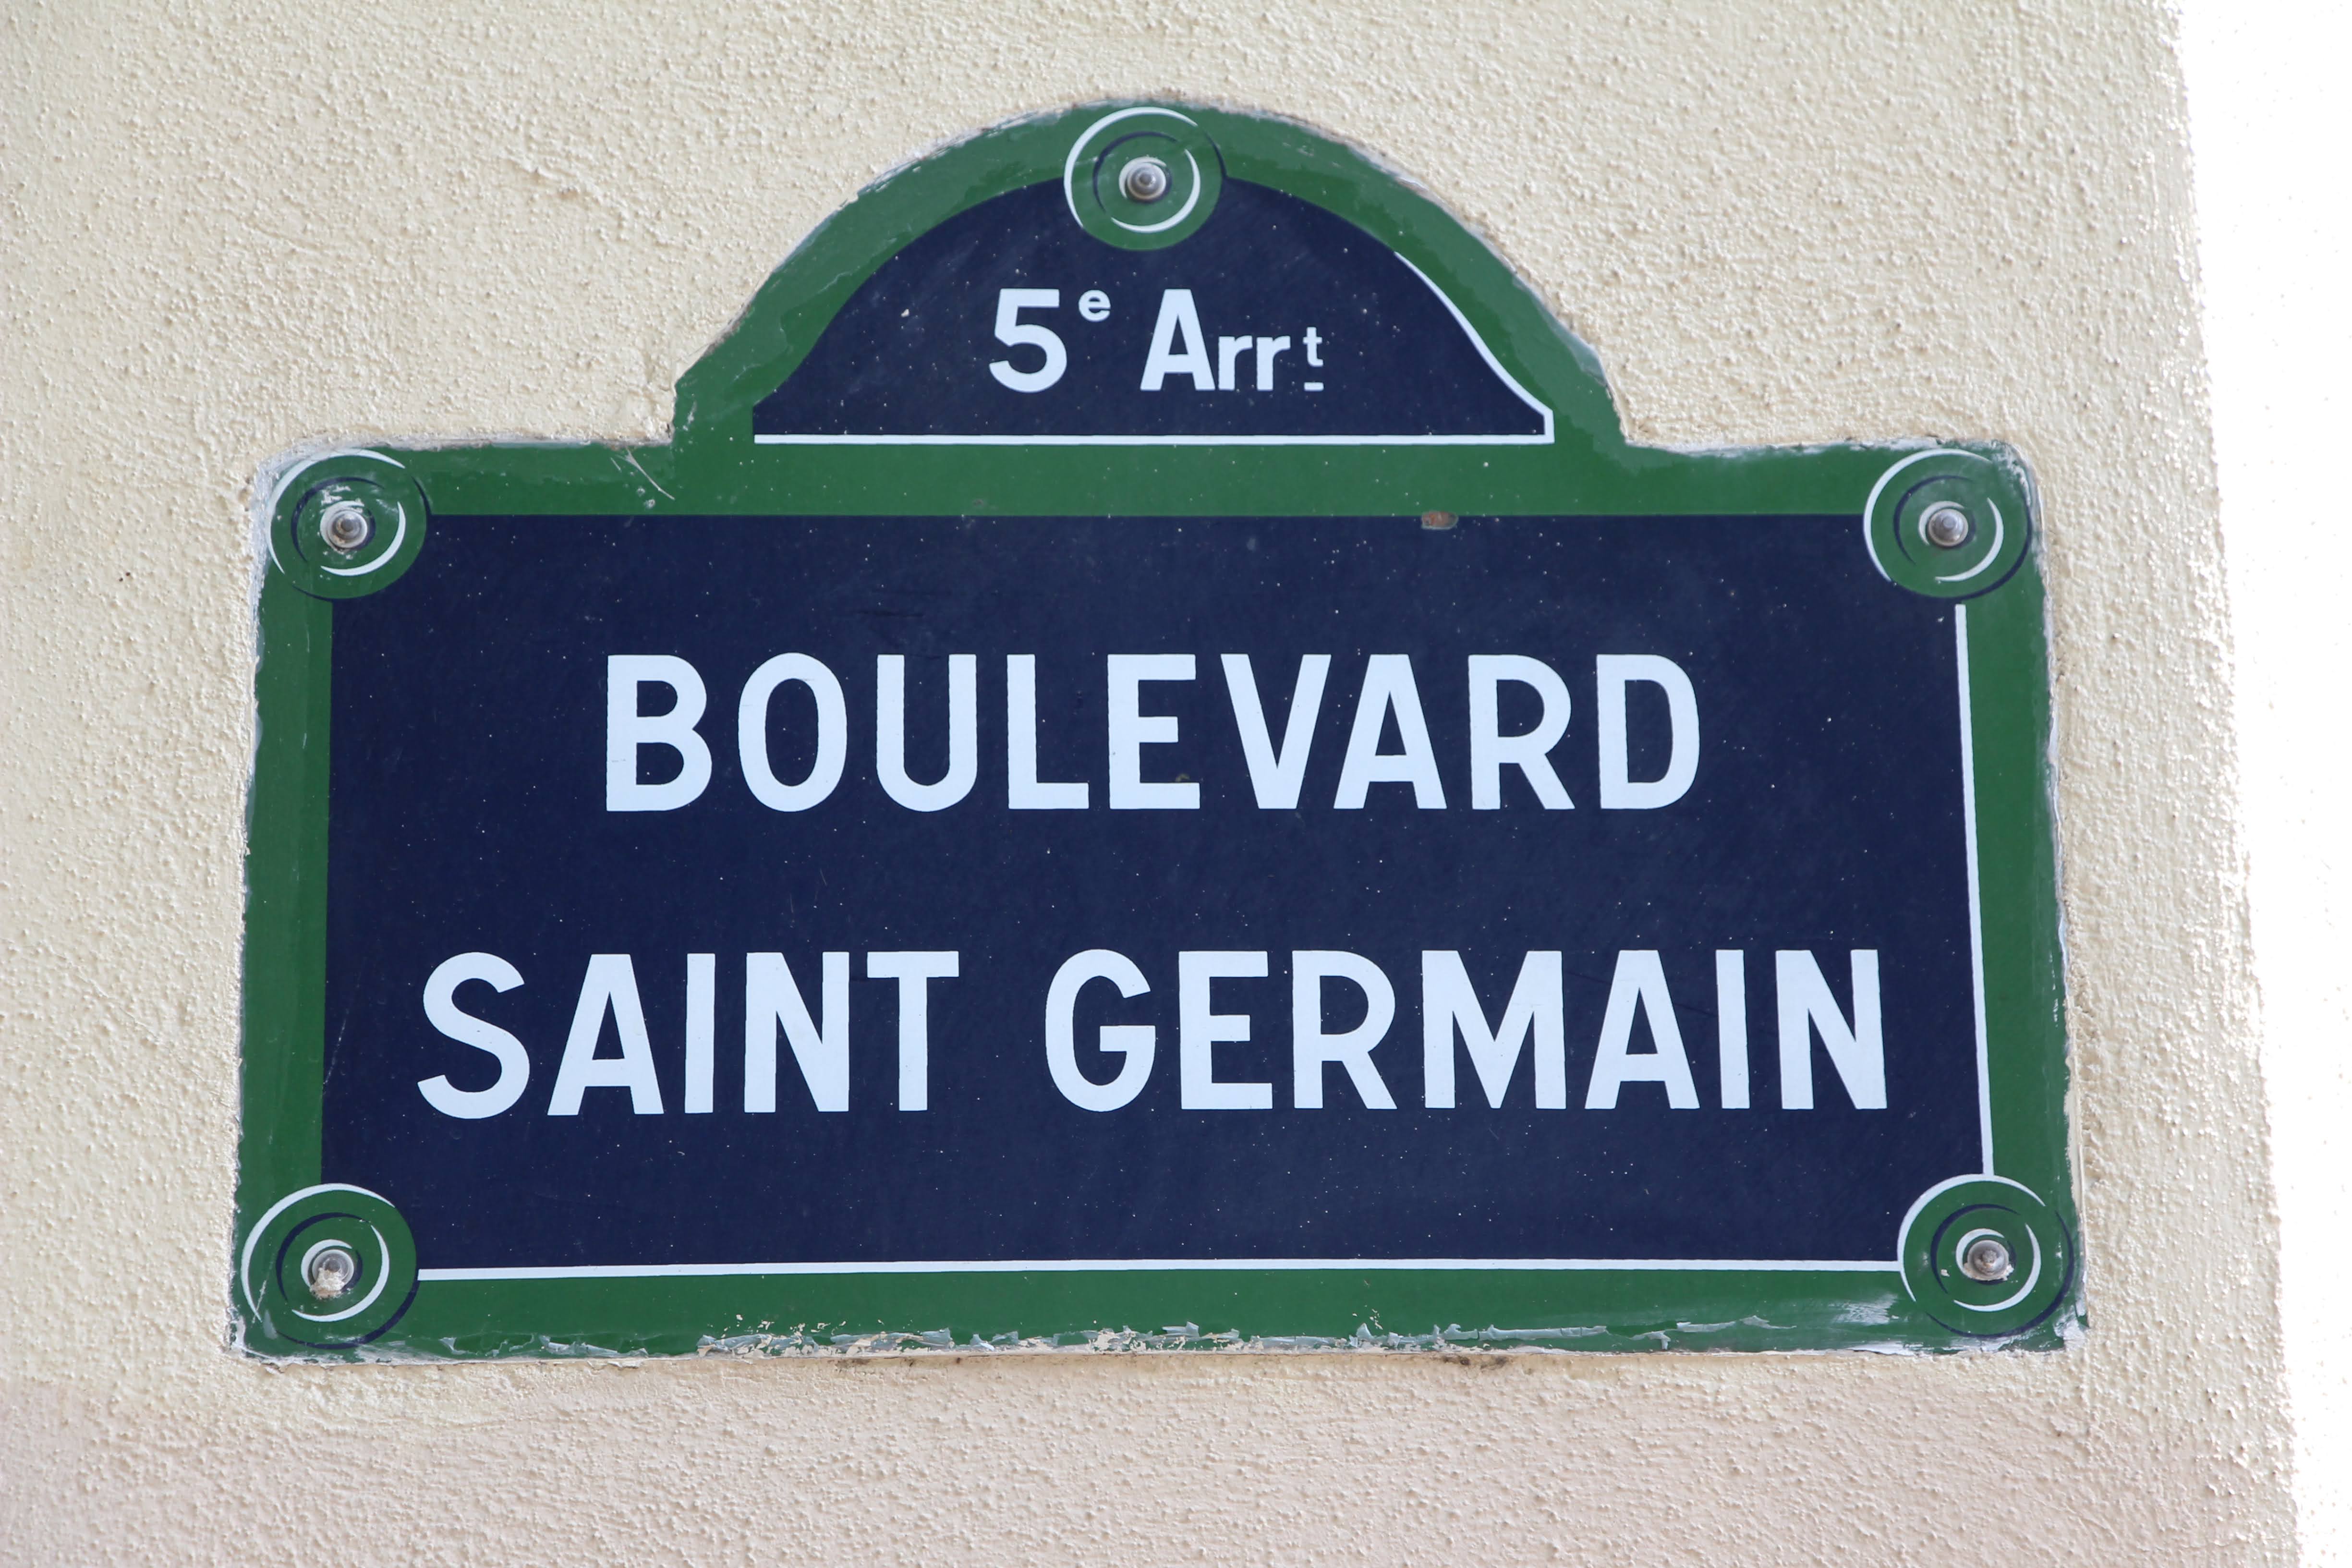 5e Arrt
BOULEVARD
SAINT GERMAIN